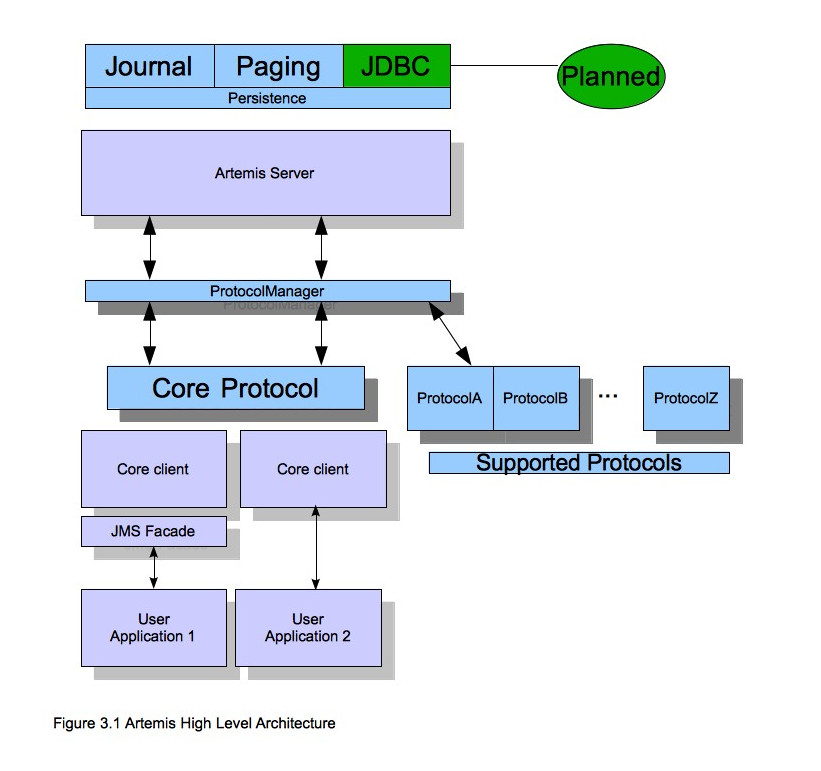 Journal Paging JDBC Planned
Persistence
Artemis Server
ProtocolManager
ProtocolManager
Core Protocol
ProtocolA ProtocolB ... ProtocolZ
Supported Protocols
Core client Core client
JMS Facade
User
Application 1
User
Application 2
Figure 3.1 Artemis High Level Architecture